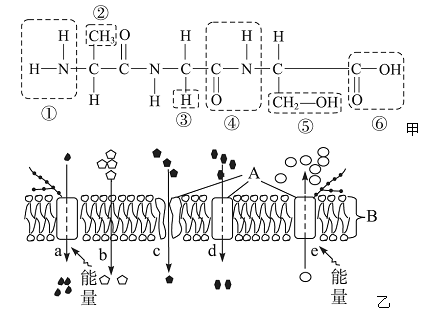 ②
H CH₃ O H H
H—N—C—C—N—C—C—N—C—C—OH
H H H O CH₂—OH O
① ③ ④ ⑤ ⑥ 甲
A
B
a b c d e
能量 能量 乙